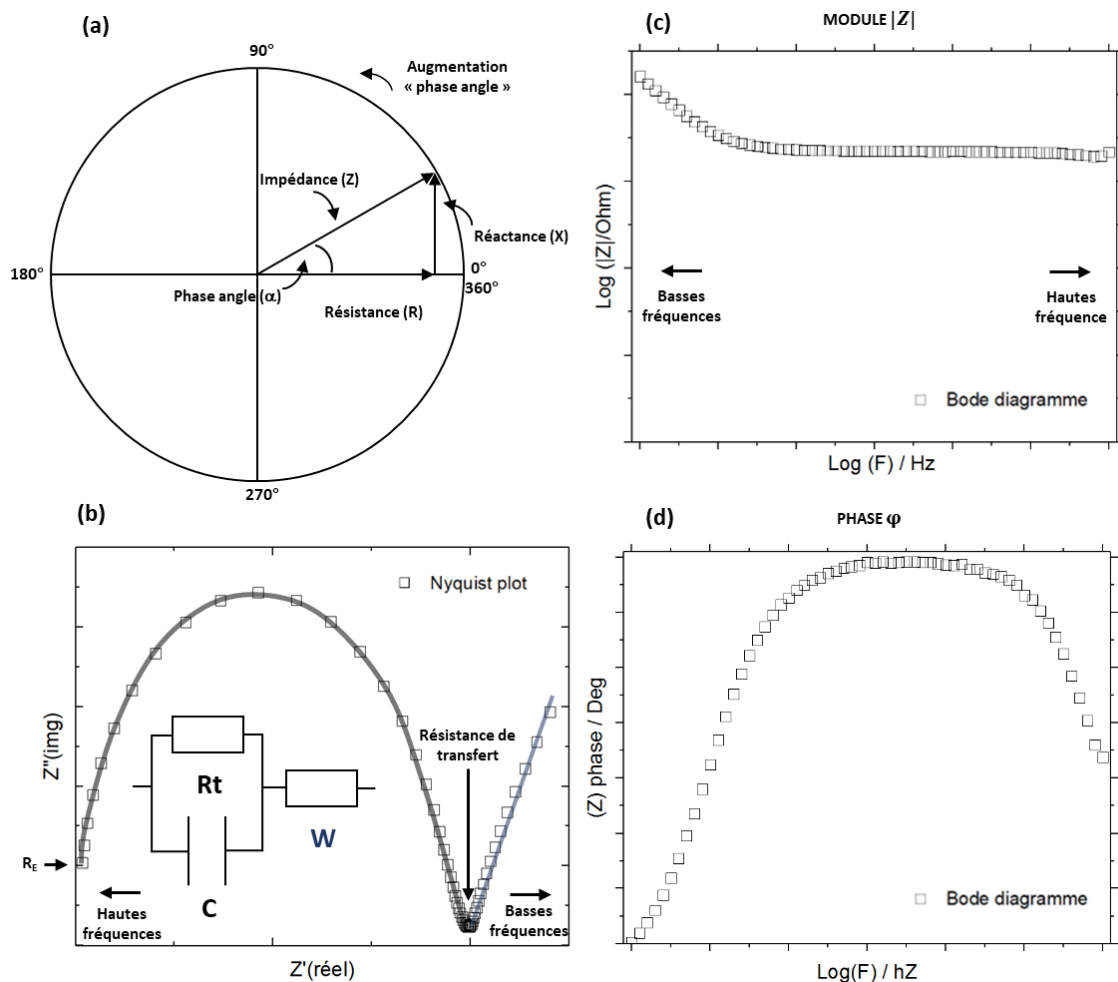 (a)
90°
Augmentation
« phase angle »
Impédance (Z)
Réactance (X)
180°
0°
360°
Phase angle (α)
Résistance (R)
270°
(b)
Nyquist plot
Z''(img)
Résistance de
transfert
Rt
W
C
R_E
Hautes
fréquences
Basses
fréquences
Z'(réel)
(c)
MODULE |Z|
Log (|Z|/Ohm)
Basses
fréquences
Hautes
fréquence
Bode diagramme
Log (F) / Hz
(d)
PHASE φ
(Z) phase / Deg
Bode diagramme
Log(F) / hZ